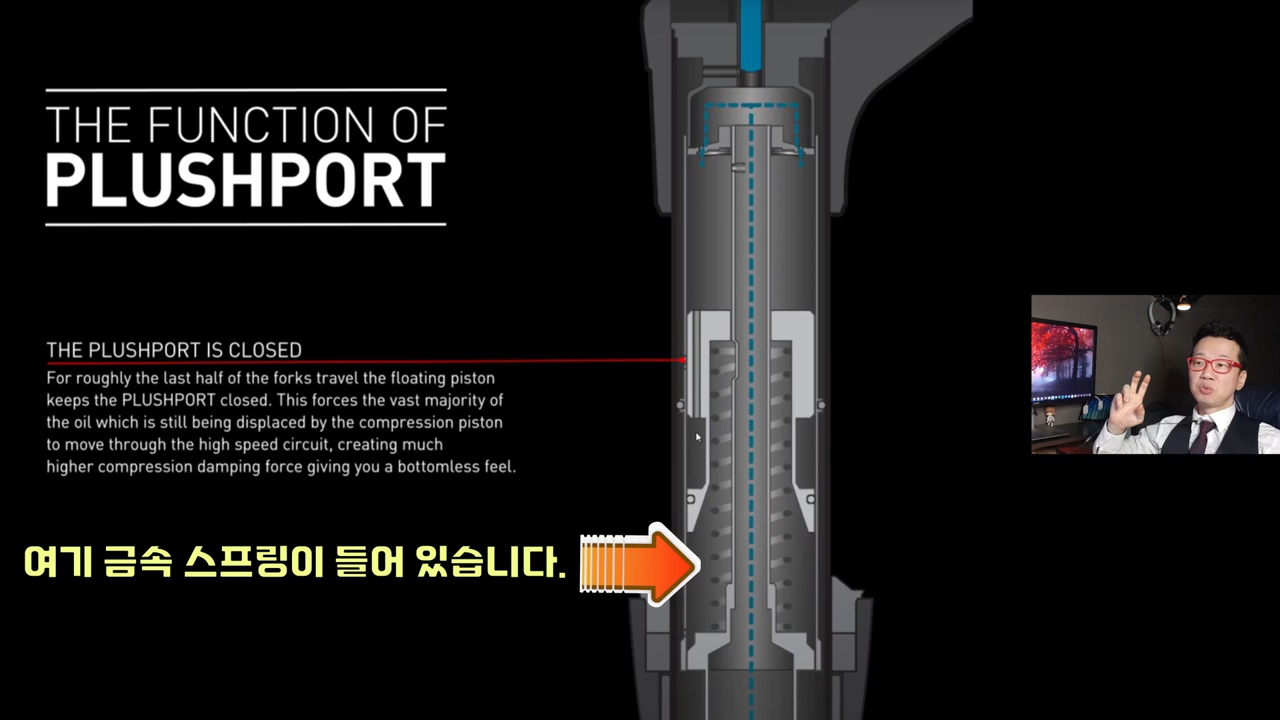 THE FUNCTION OF
PLUSHPORT
THE PLUSHPORT IS CLOSED
For roughly the last half of the forks travel the floating piston
keeps the PLUSHPORT closed. This forces the vast majority of
the oil which is still being displaced by the compression piston
to move through the high speed circuit, creating much
higher compression damping force giving you a bottomless feel.
여기 금속 스프링이 들어 있습니다.